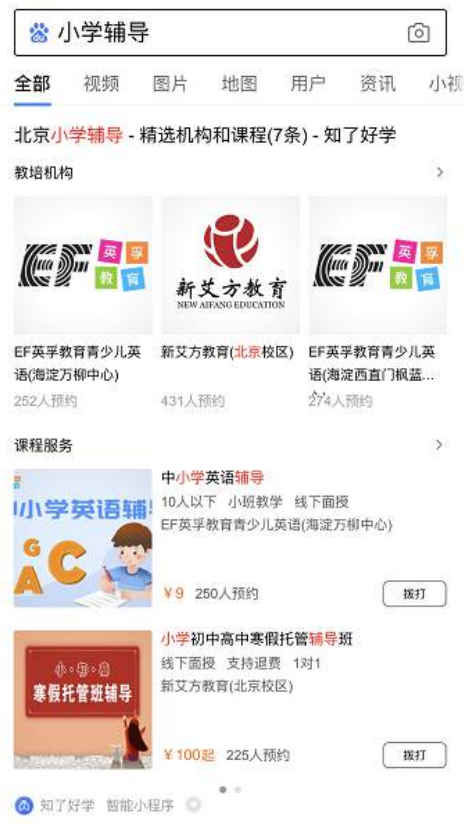 小学辅导
全部 视频 图片 地图 用户 资讯 小视
北京小学辅导 - 精选机构和课程(7条) - 知了好学
教培机构
EF 英孚教育
新艾方教育
NEW AIFANG EDUCATION
EF 英孚教育
EF英孚教育青少儿英语(海淀万柳中心)
252人预约
新艾方教育(北京校区)
431人预约
EF英孚教育青少儿英语(海淀西直门枫蓝...
274人预约
课程服务
小学英语辅
G
A C
中小学英语辅导
10人以下 小班教学 线下面授
EF英孚教育青少儿英语(海淀万柳中心)
¥9 250人预约
拨打
寒假托管班辅导
小学初中高中寒假托管辅导班
线下面授 支持退费 1对1
新艾方教育(北京校区)
¥100起 225人预约
拨打
知了好学 智能小程序